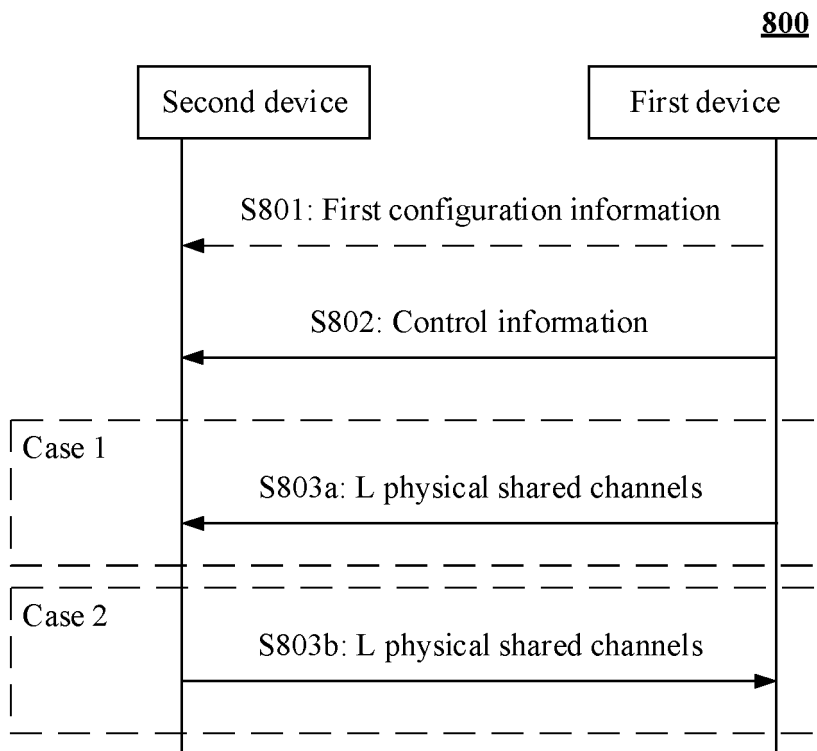 800
Second device
First device
S801: First configuration information
S802: Control information
Case 1
S803a: L physical shared channels
Case 2
S803b: L physical shared channels